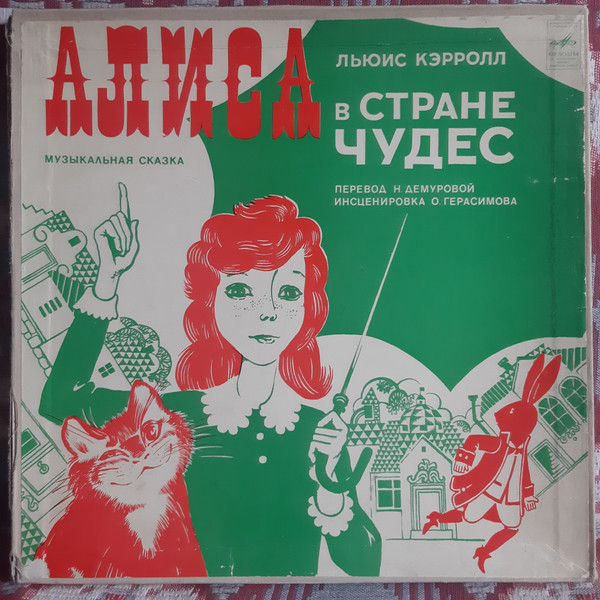 АЛИСА
ЛЬЮИС КЭРРОЛЛ
В СТРАНЕ
ЧУДЕС
МУЗЫКАЛЬНАЯ СКАЗКА
ПЕРЕВОД Н. ДЕМУРОВОЙ
ИНСЦЕНИРОВКА О. ГЕРАСИМОВА